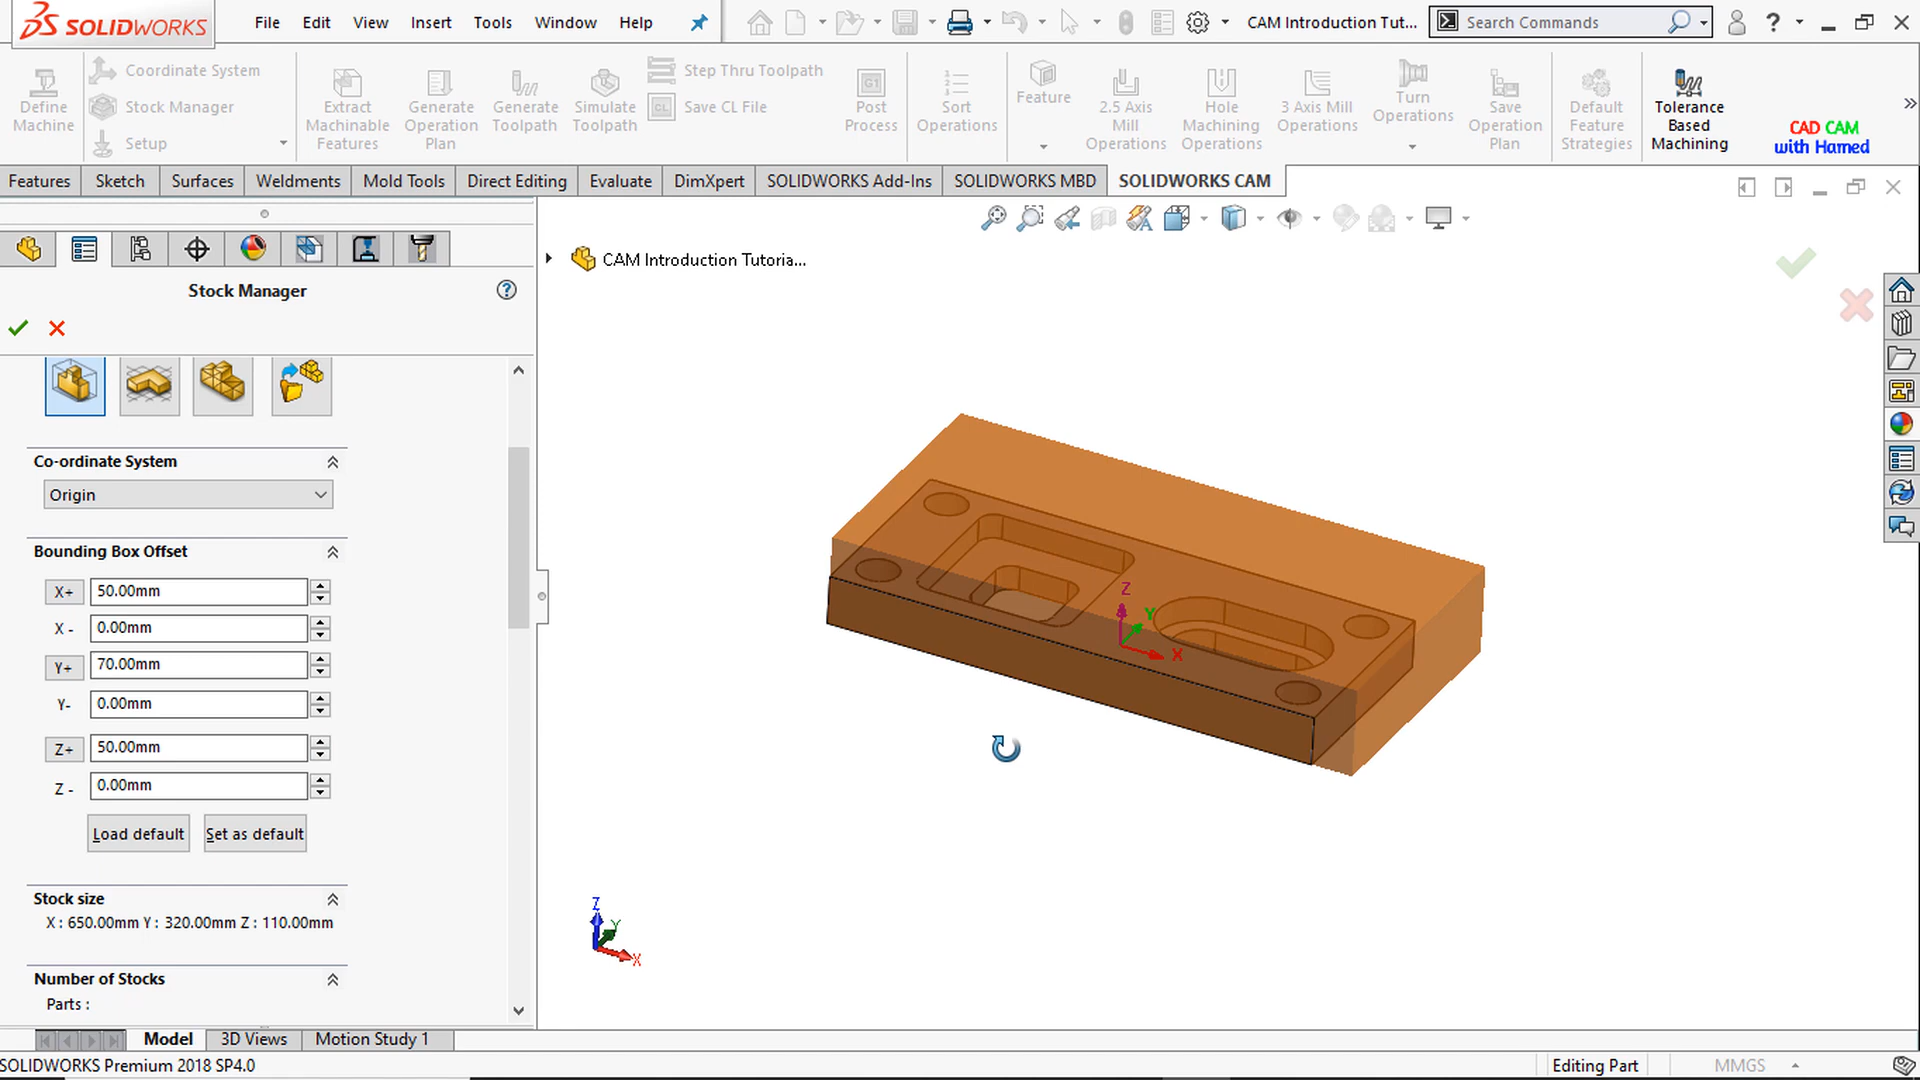 SOLIDWORKS
File Edit View Insert Tools Window Help
CAM Introduction Tut...
Search Commands
?
Define
Machine
Coordinate System
Stock Manager
Setup
Extract
Machinable
Features
Generate
Operation
Plan
Generate
Toolpath
Simulate
Toolpath
Step Thru Toolpath
CL Save CL File
G1
Post
Process
Sort
Operations
Feature
2.5 Axis
Mill
Operations
Hole
Machining
Operations
3 Axis Mill
Operations
Turn
Operations
Save
Operation
Plan
Default
Feature
Strategies
Tolerance
Based
Machining
CAD CAM
with Hamed
Features Sketch Surfaces Weldments Mold Tools Direct Editing Evaluate DimXpert SOLIDWORKS Add-Ins SOLIDWORKS MBD SOLIDWORKS CAM
CAM Introduction Tutoria...
Stock Manager
?
Co-ordinate System
Origin
Bounding Box Offset
X+ 50.00mm
X - 0.00mm
Y+ 70.00mm
Y- 0.00mm
Z+ 50.00mm
Z - 0.00mm
Load default Set as default
Stock size
X : 650.00mm Y : 320.00mm Z : 110.00mm
Number of Stocks
Parts :
Z
Y
X
Z
Y
X
Model 3D Views Motion Study 1
SOLIDWORKS Premium 2018 SP4.0
Editing Part
MMGS